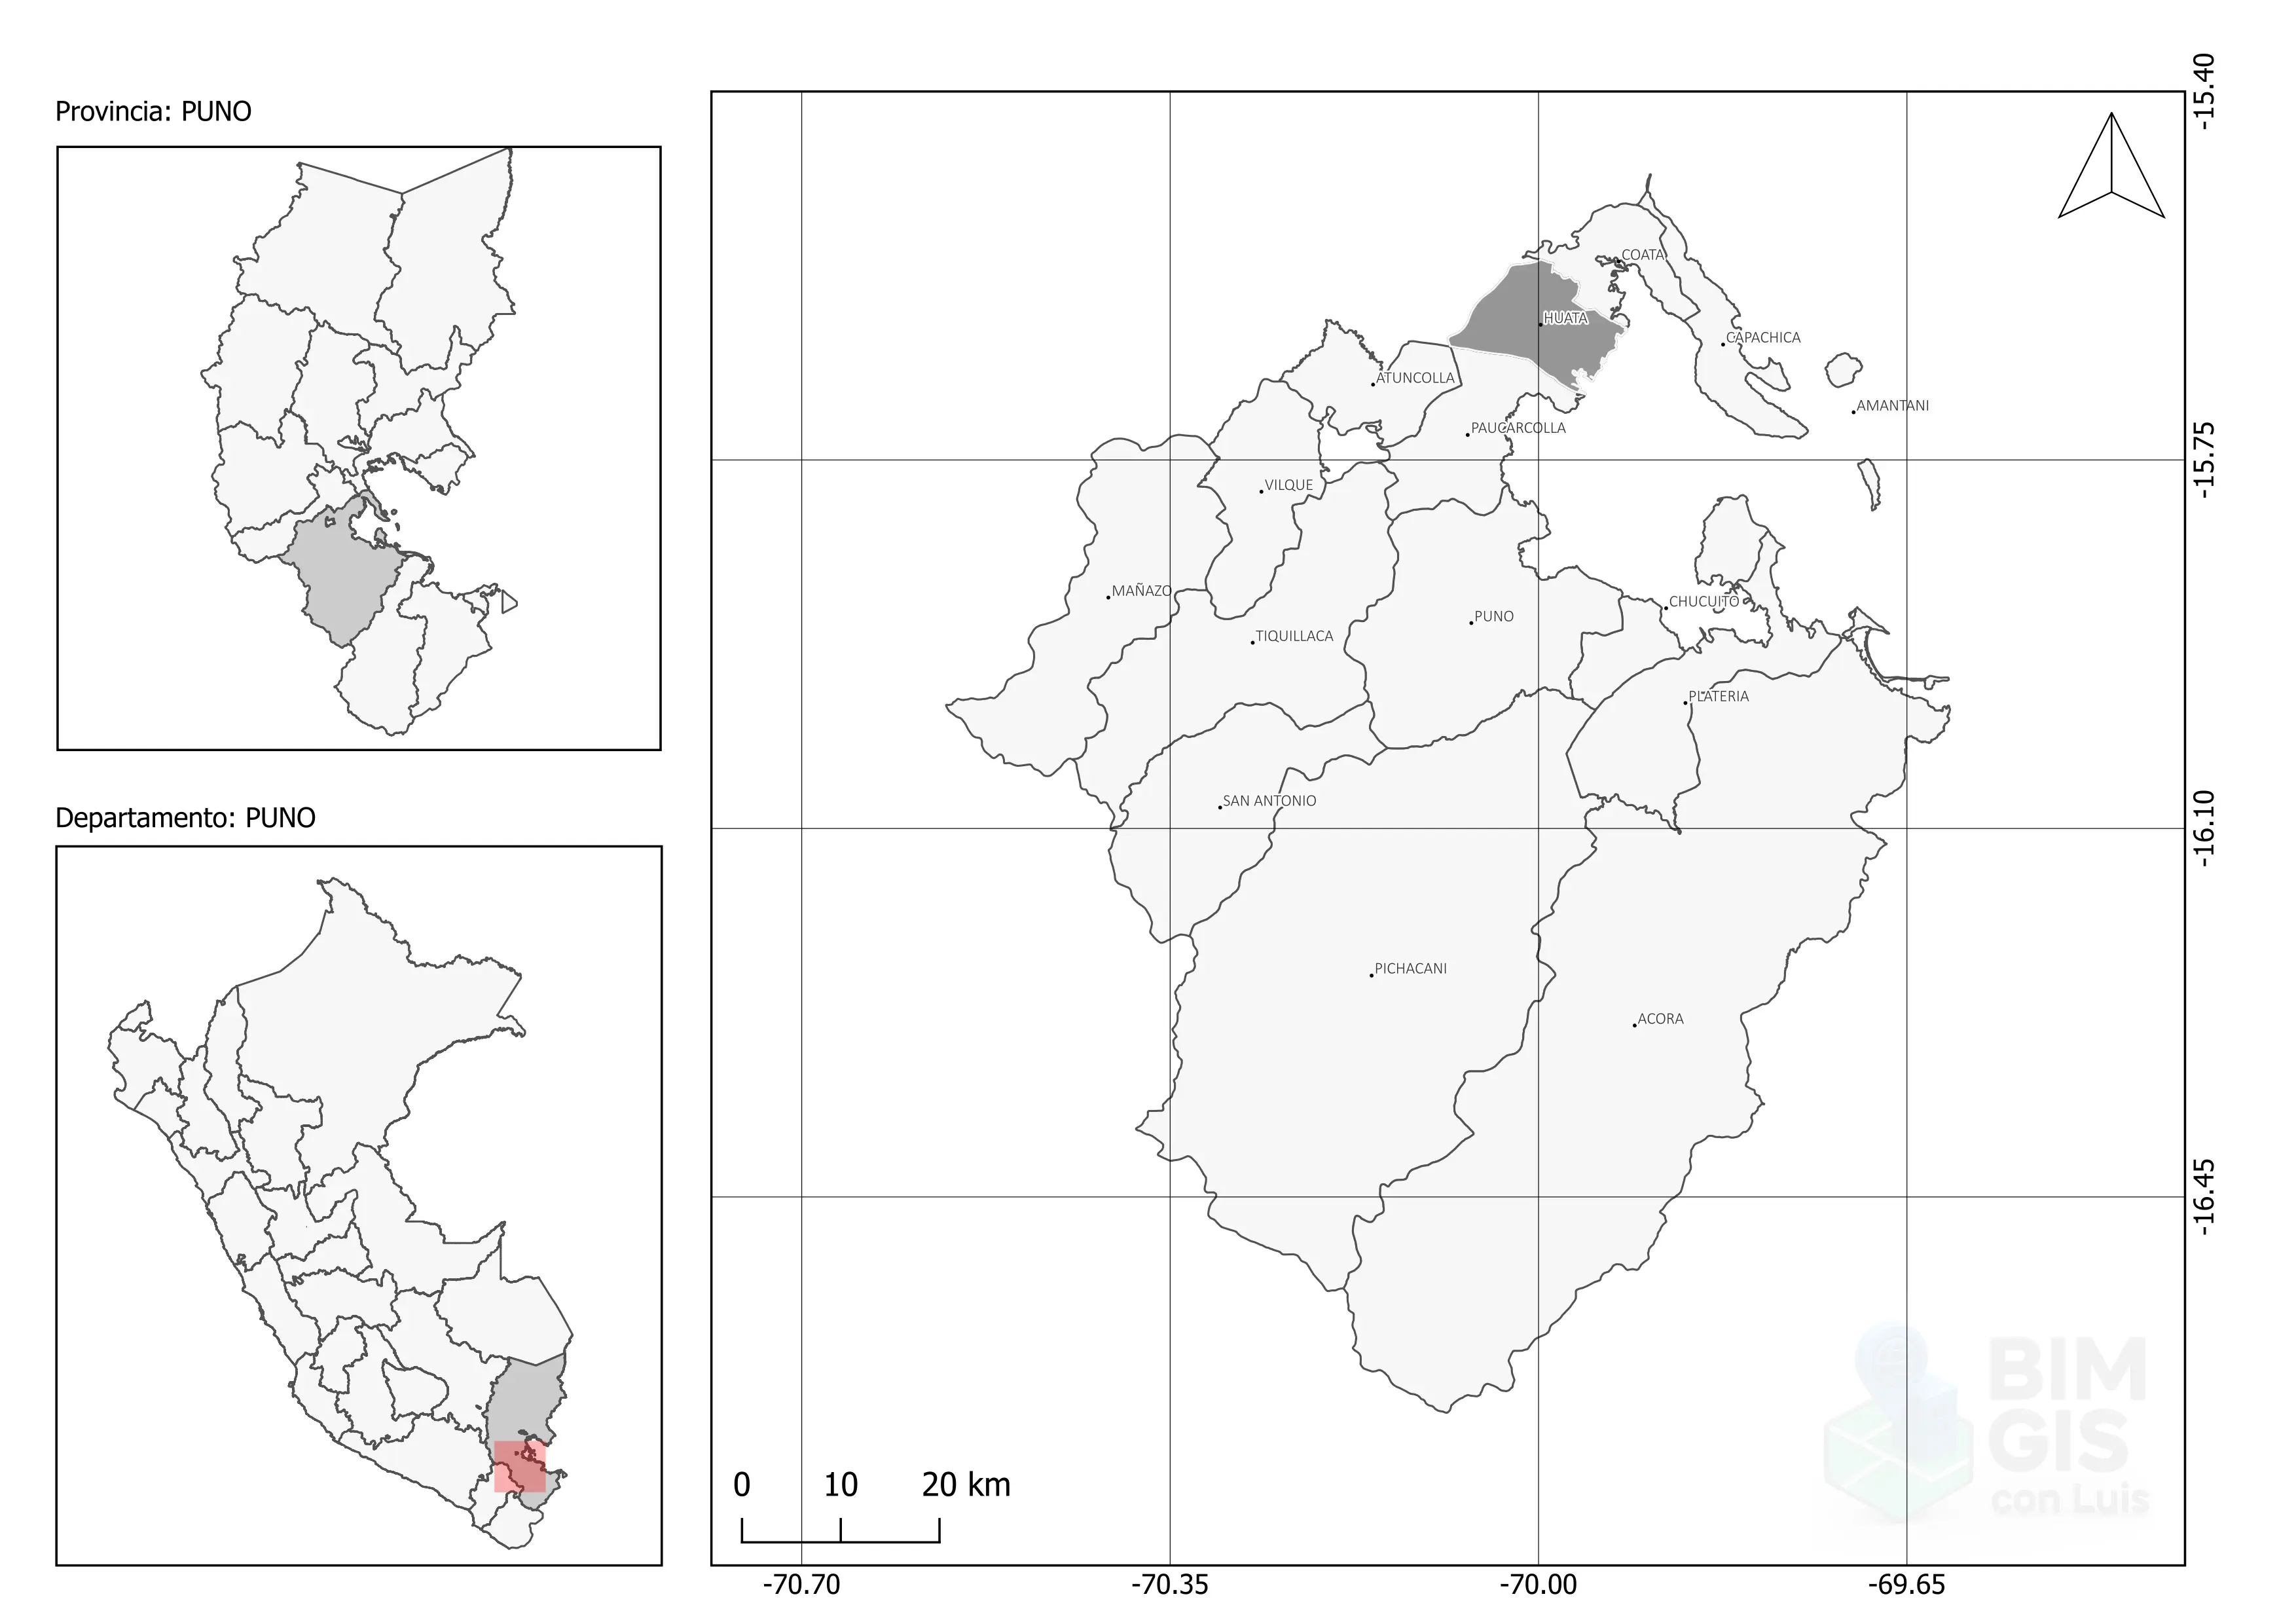 Provincia: PUNO
Departamento: PUNO
COATA
HUATA
CAPACHICA
ATUNCOLLA
AMANTANI
PAUCARCOLLA
VILQUE
MAÑAZO
CHUCUITO
PUNO
TIQUILLACA
PLATERIA
SAN ANTONIO
PICHACANI
ACORA
-15.40
-15.75
-16.10
-16.45
0 10 20 km
-70.70 -70.35 -70.00 -69.65
BIM
GIS
con Luis